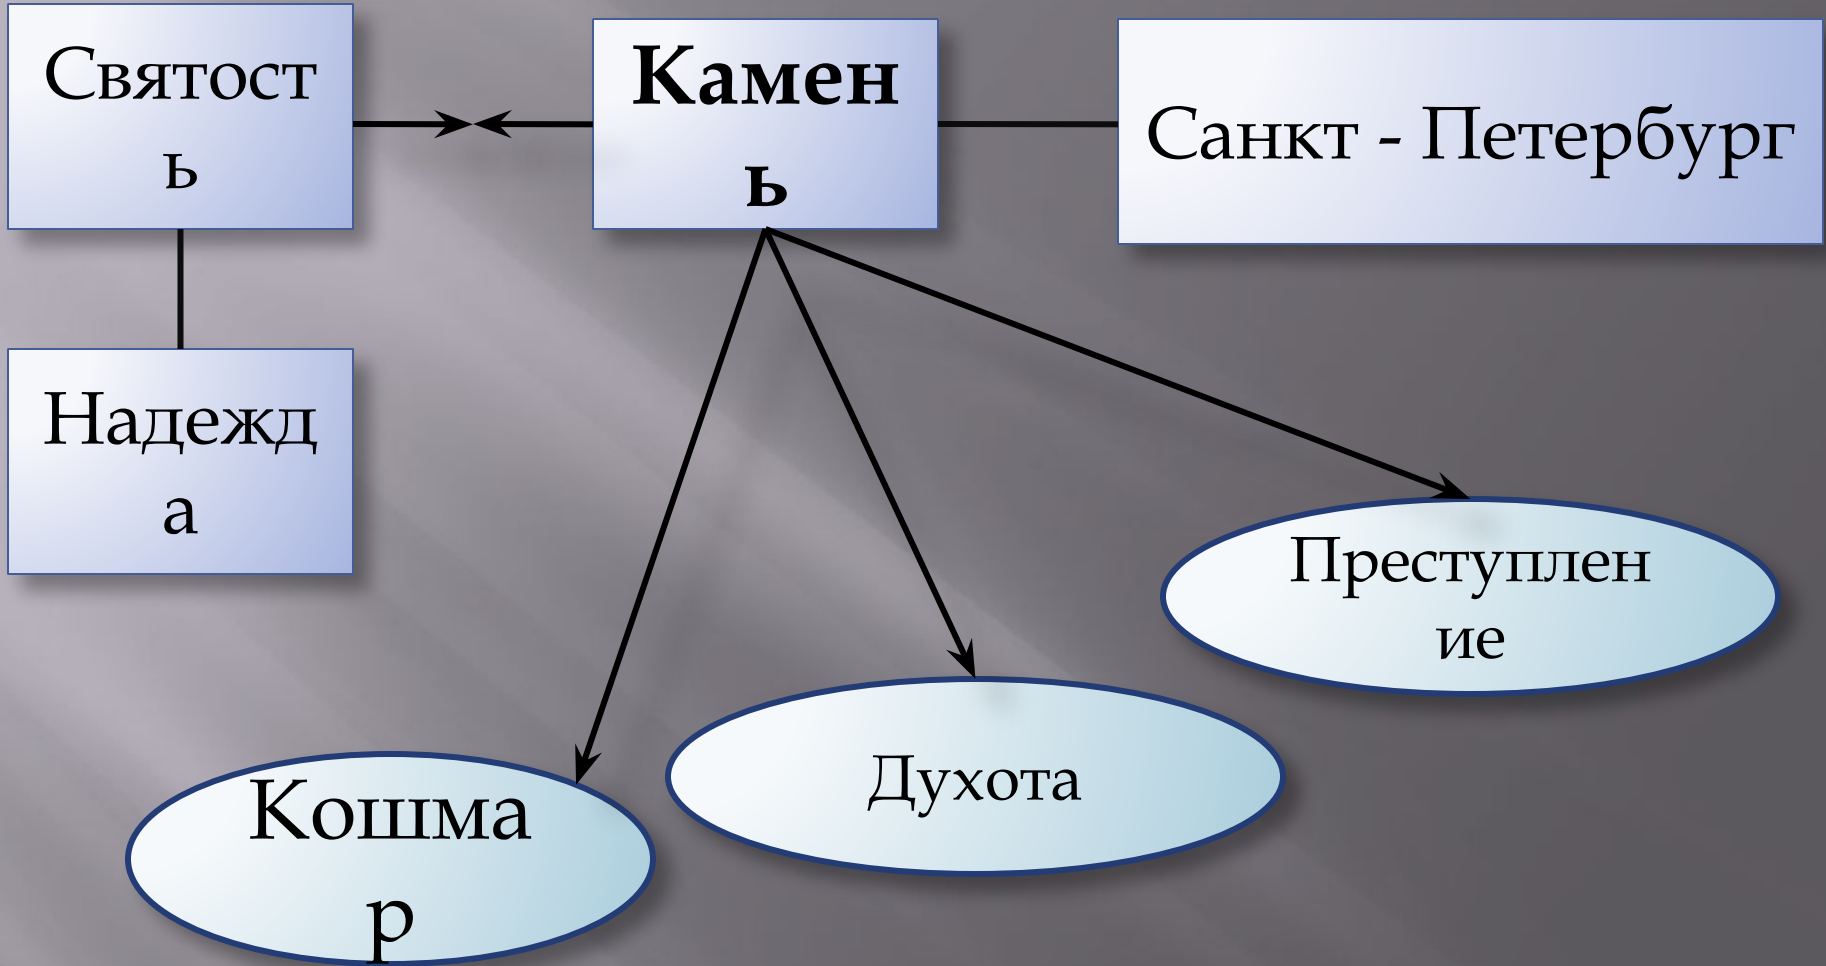 Святост
ь
Камен
ь
Санкт - Петербург
Надежд
а
Преступлен
ие
Духота
Кошма
р